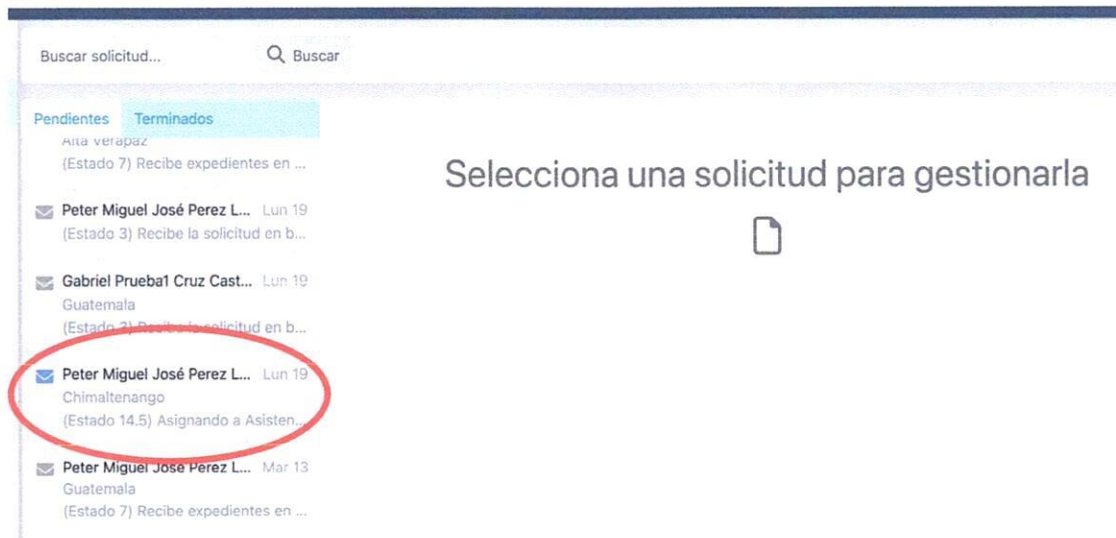 Buscar solicitud...
Buscar
Pendientes Terminados
Alta Verapaz
(Estado 7) Recibe expedientes en ...
Selecciona una solicitud para gestionarla
Peter Miguel José Perez L... Lun 19
(Estado 3) Recibe la solicitud en b...
Gabriel Prueba1 Cruz Cast... Lun 19
Guatemala
(Estado 3) Recibe la solicitud en b...
Peter Miguel José Perez L... Lun 19
Chimaltenango
(Estado 14.5) Asignando a Asisten...
Peter Miguel José Perez L... Mar 13
Guatemala
(Estado 7) Recibe expedientes en ...